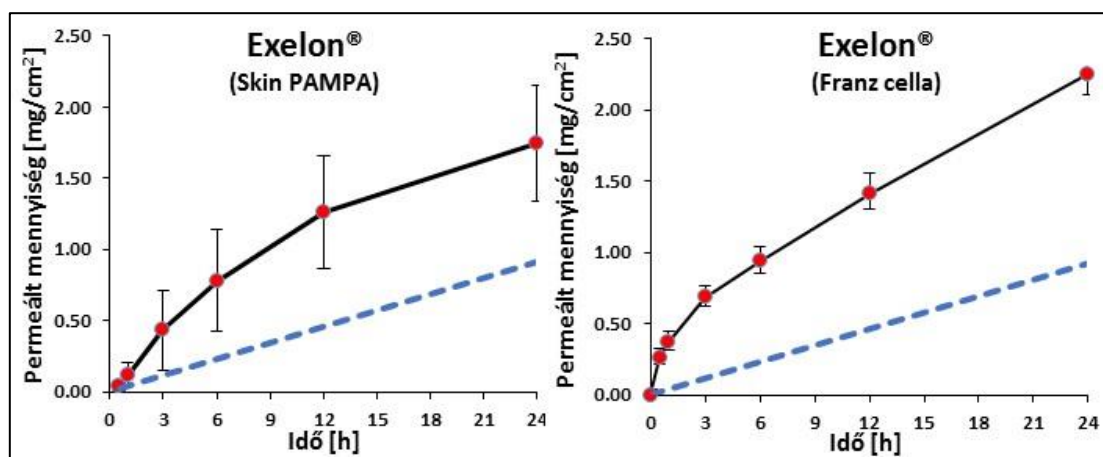 Exelon®
(Skin PAMPA)
Permeált mennyiség [mg/cm²]
2.50
2.00
1.50
1.00
0.50
0.00
0 3 6 9 12 15 18 21 24
Idő [h]
Exelon®
(Franz cella)
Permeált mennyiség [mg/cm²]
2.50
2.00
1.50
1.00
0.50
0.00
0 3 6 9 12 15 18 21 24
Idő [h]